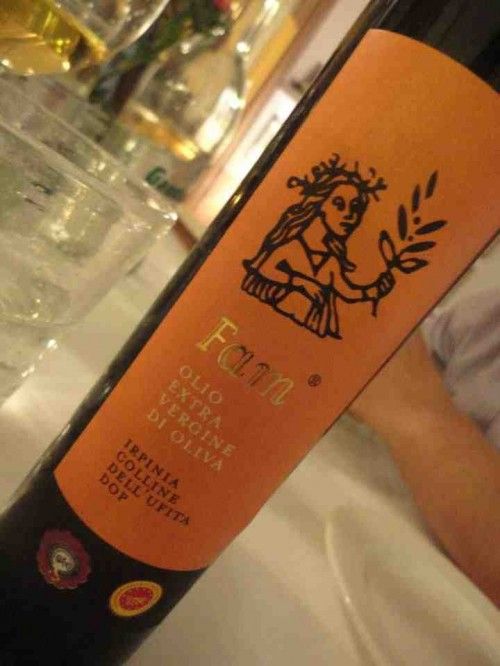 Fam ®
OLIO
EXTRA
VERGINE
DI OLIVA
IRPINIA
COLLINE
DELL'UFITA
DOP